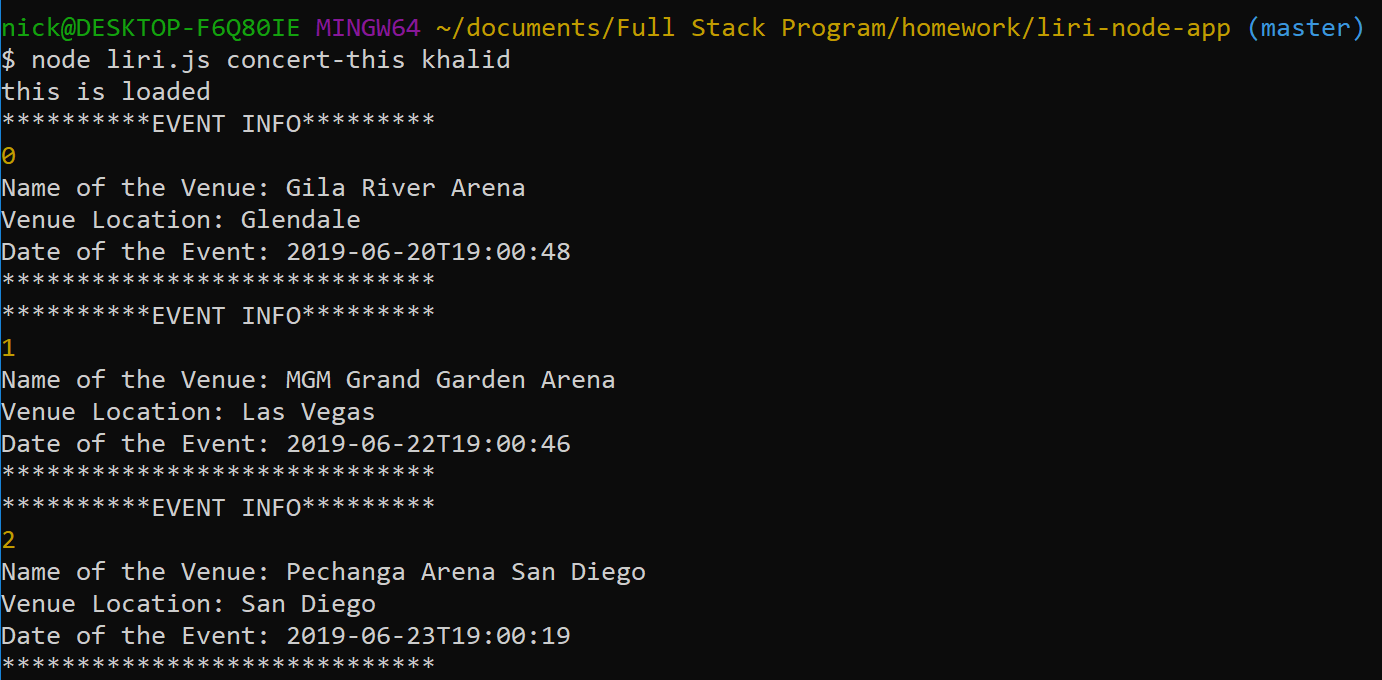 nick@DESKTOP-F6Q80IE MINGW64 ~/documents/Full Stack Program/homework/liri-node-app (master)
$ node liri.js concert-this khalid
this is loaded
**********EVENT INFO*********
0
Name of the Venue: Gila River Arena
Venue Location: Glendale
Date of the Event: 2019-06-20T19:00:48
*****************************
**********EVENT INFO*********
1
Name of the Venue: MGM Grand Garden Arena
Venue Location: Las Vegas
Date of the Event: 2019-06-22T19:00:46
*****************************
**********EVENT INFO*********
2
Name of the Venue: Pechanga Arena San Diego
Venue Location: San Diego
Date of the Event: 2019-06-23T19:00:19
*****************************